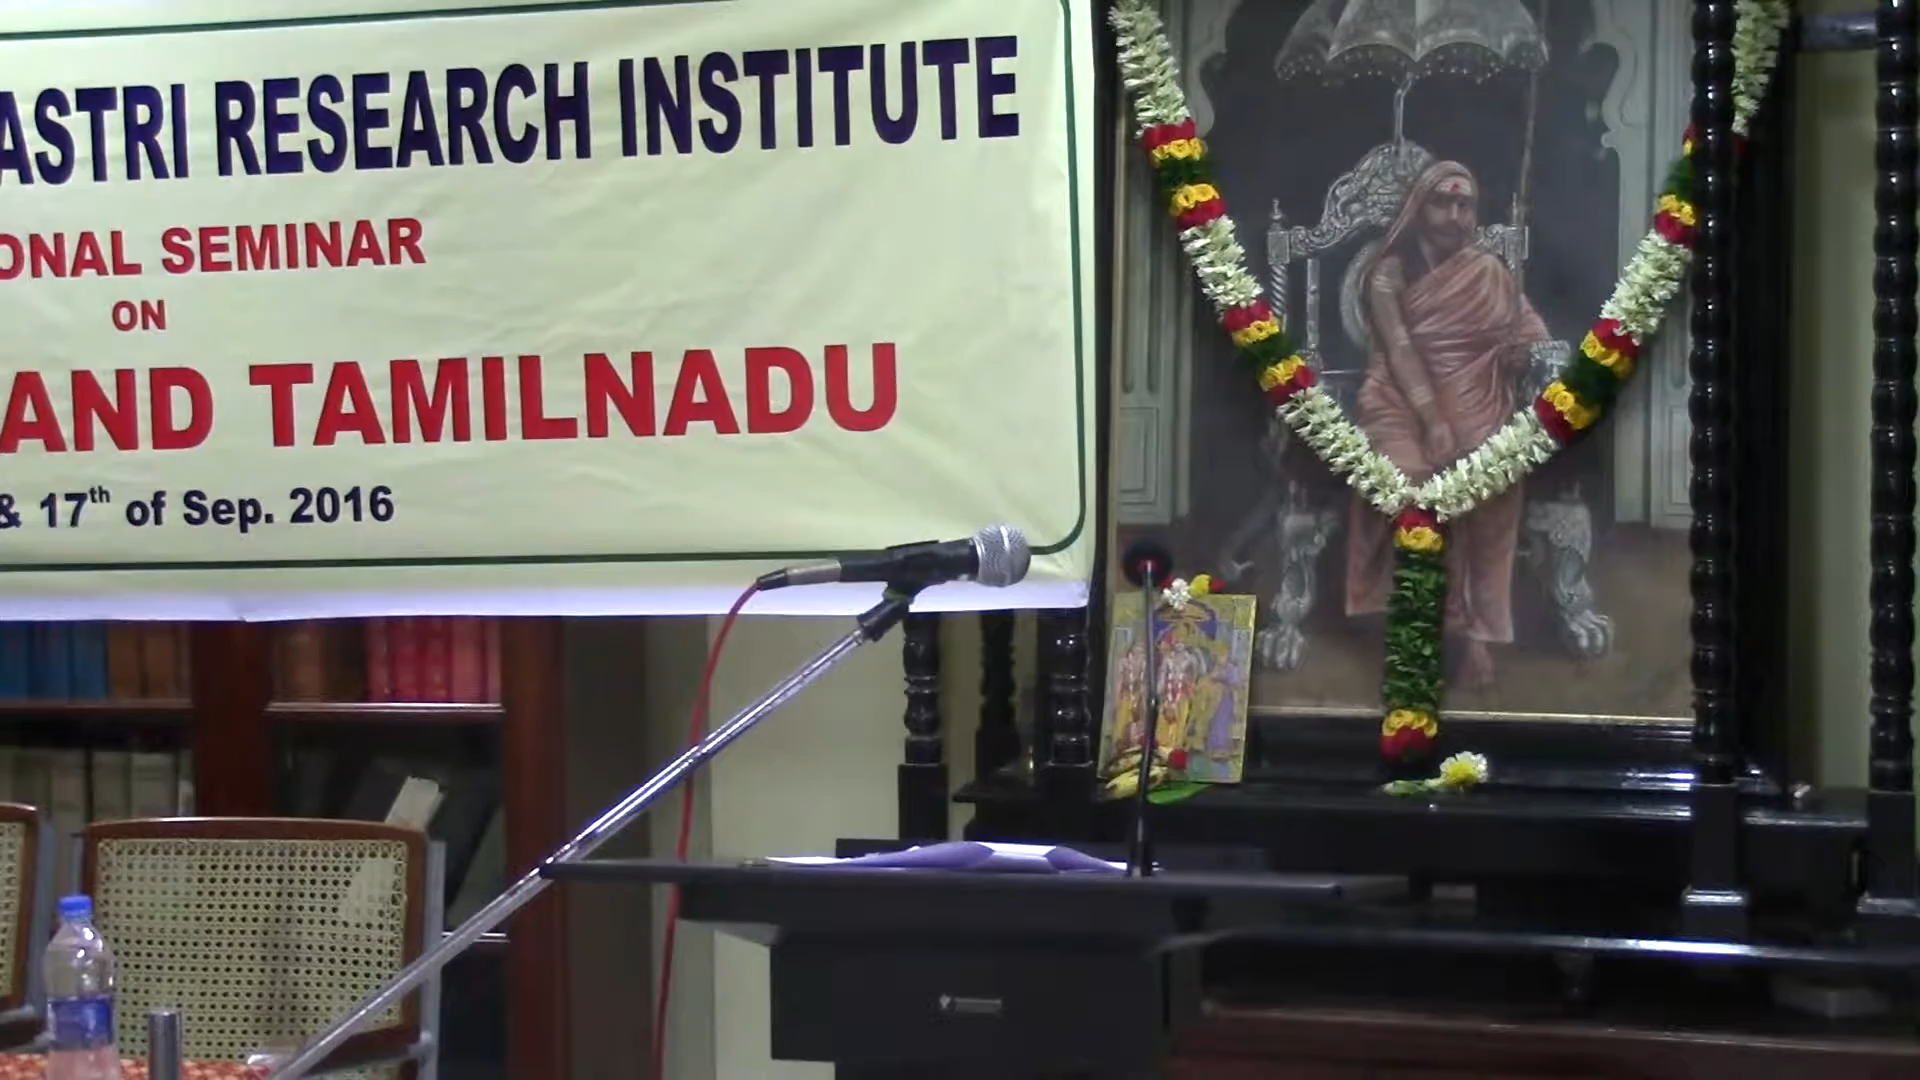 ASTRI RESEARCH INSTITUTE
ONAL SEMINAR
ON
AND TAMILNADU
& 17th of Sep. 2016